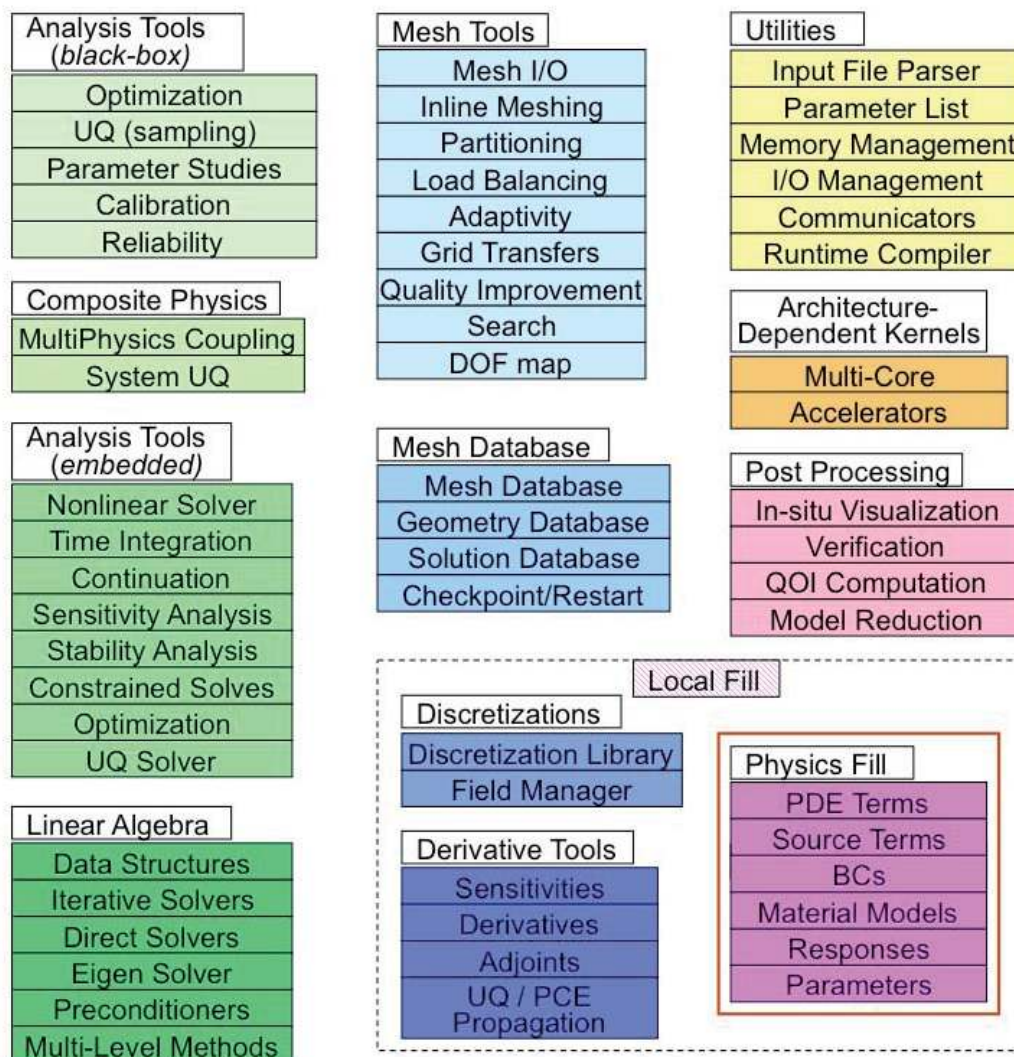 Analysis Tools
(black-box)
Optimization
UQ (sampling)
Parameter Studies
Calibration
Reliability
Composite Physics
MultiPhysics Coupling
System UQ
Analysis Tools
(embedded)
Nonlinear Solver
Time Integration
Continuation
Sensitivity Analysis
Stability Analysis
Constrained Solves
Optimization
UQ Solver
Linear Algebra
Data Structures
Iterative Solvers
Direct Solvers
Eigen Solver
Preconditioners
Multi-Level Methods
Mesh Tools
Mesh I/O
Inline Meshing
Partitioning
Load Balancing
Adaptivity
Grid Transfers
Quality Improvement
Search
DOF map
Mesh Database
Mesh Database
Geometry Database
Solution Database
Checkpoint/Restart
Utilities
Input File Parser
Parameter List
Memory Management
I/O Management
Communicators
Runtime Compiler
Architecture-
Dependent Kernels
Multi-Core
Accelerators
Post Processing
In-situ Visualization
Verification
QOI Computation
Model Reduction
Local Fill
Discretizations
Discretization Library
Field Manager
Derivative Tools
Sensitivities
Derivatives
Adjoints
UQ / PCE
Propagation
Physics Fill
PDE Terms
Source Terms
BCs
Material Models
Responses
Parameters